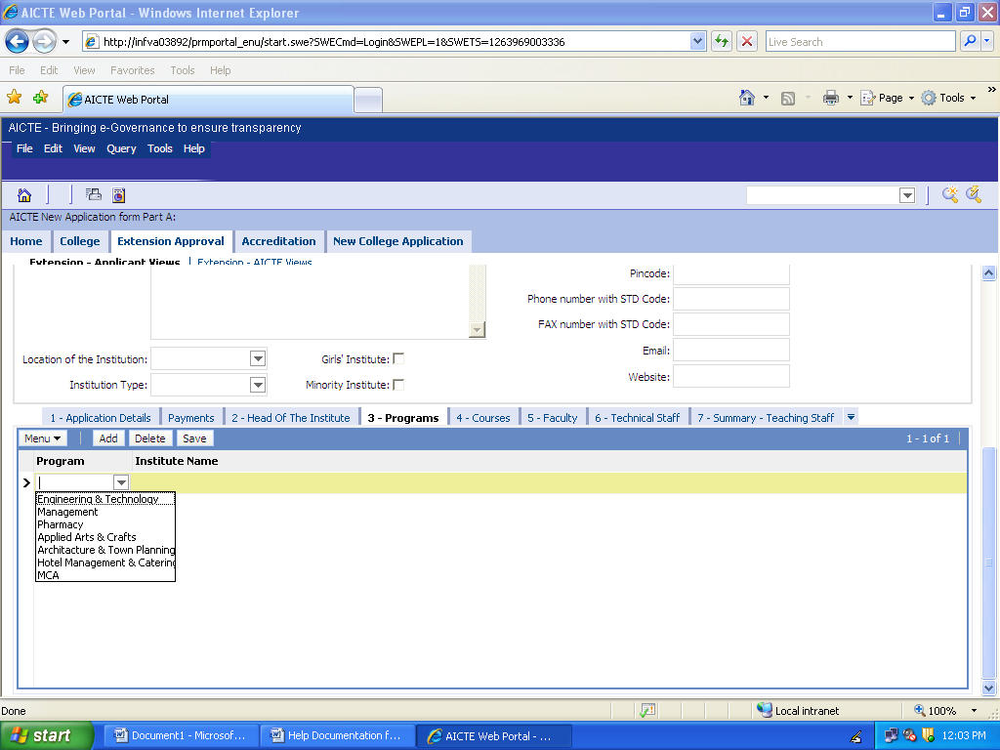 AICTE Web Portal - Windows Internet Explorer
http://infva03892/prmportal_enu/start.swe?SWECmd=Login&SWEPL=1&SWETS=1263969003336
Live Search
File Edit View Favorites Tools Help
AICTE Web Portal
Page Tools
AICTE - Bringing e-Governance to ensure transparency
File Edit View Query Tools Help
AICTE New Application form Part A:
Home College Extension Approval Accreditation New College Application
Extension - Applicant Views Extension - AICTE Views
Pincode:
Phone number with STD Code:
FAX number with STD Code:
Location of the Institution: Girls' Institute: Email:
Institution Type: Minority Institute: Website:
1 - Application Details Payments 2 - Head Of The Institute 3 - Programs 4 - Courses 5 - Faculty 6 - Technical Staff 7 - Summary - Teaching Staff
Menu Add Delete Save 1 - 1 of 1
Program Institute Name
Engineering & Technology
Management
Pharmacy
Applied Arts & Crafts
Architacture & Town Planning
Hotel Management & Catering
MCA
Done Local intranet 100%
start Document1 - Microsof... Help Documentation f... AICTE Web Portal - ... 12:03 PM